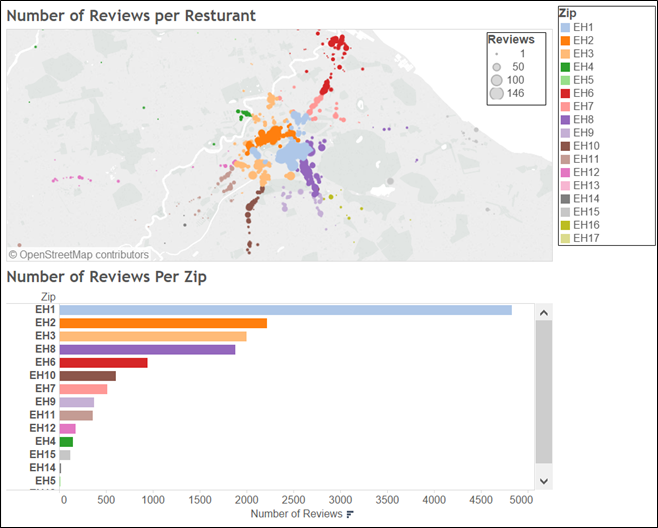 Number of Reviews per Resturant
Reviews
1
50
100
146
© OpenStreetMap contributors
Zip
EH1
EH2
EH3
EH4
EH5
EH6
EH7
EH8
EH9
EH10
EH11
EH12
EH13
EH14
EH15
EH16
EH17
Number of Reviews Per Zip
Zip
EH1
EH2
EH3
EH8
EH6
EH10
EH7
EH9
EH11
EH12
EH4
EH15
EH14
EH5
0 500 1000 1500 2000 2500 3000 3500 4000 4500 5000
Number of Reviews